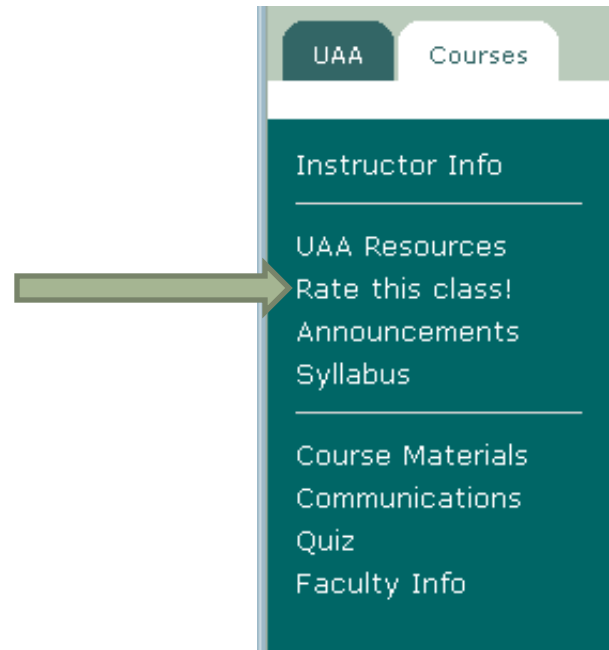 UAA Courses
Instructor Info
UAA Resources
Rate this class!
Announcements
Syllabus
Course Materials
Communications
Quiz
Faculty Info